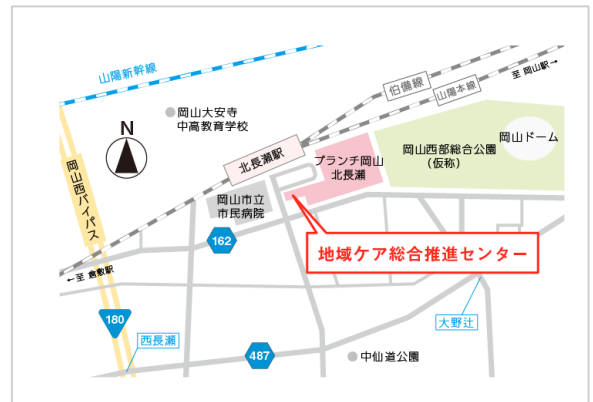 山陽新幹線
至 岡山駅→
伯備線
山陽本線
岡山大安寺
中高教育学校
N
岡山ドーム
北長瀬駅
ブランチ岡山
北長瀬
岡山西部総合公園
（仮称）
岡山西バイパス
岡山市立
市民病院
162
地域ケア総合推進センター
←至 倉敷駅
180
大野辻
西長瀬
487
中仙道公園